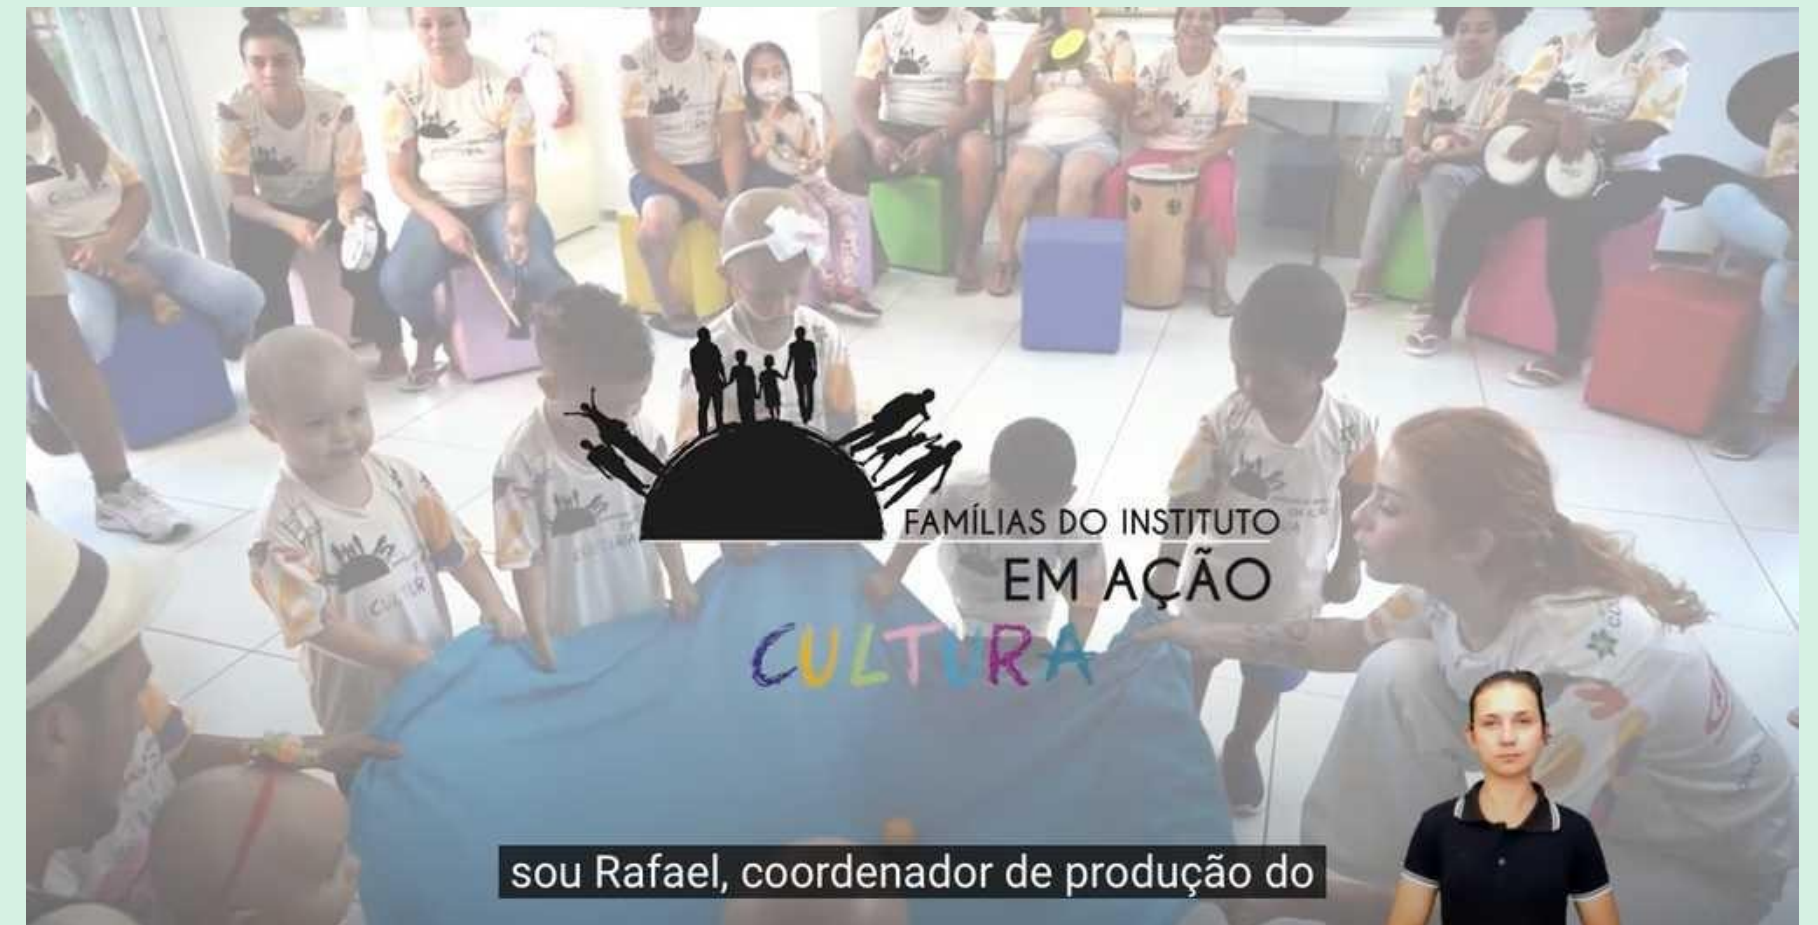 FAMÍLIAS DO INSTITUTO
EM AÇÃO
CULTURA
sou Rafael, coordenador de produção do